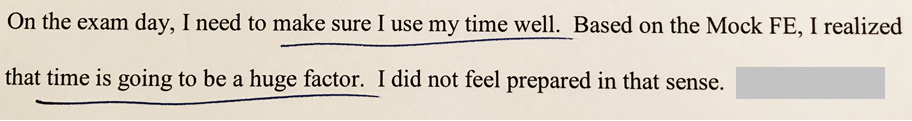 On the exam day, I need to make sure I use my time well.  Based on the Mock FE, I realized
that time is going to be a huge factor.  I did not feel prepared in that sense.